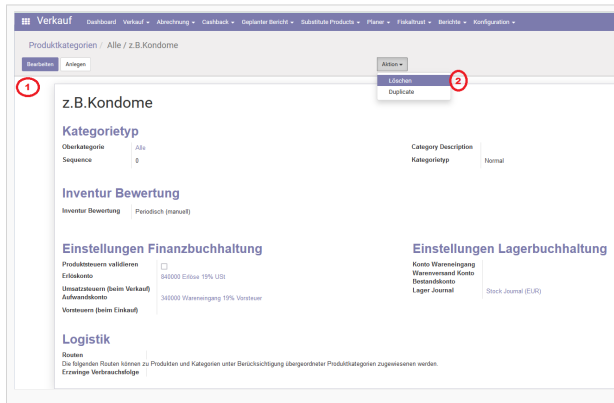 Verkauf Dashboard Verkauf Abrechnung Cashback Geplanter Bericht Substitute Products Planer Fiskaltrust Berichte Konfiguration
Produktkategorien / Alle / z.B.Kondome
Bearbeiten Anlegen Aktion
1
Löschen 2
Duplicate
z.B.Kondome
Kategorietyp
Oberkategorie Alle Category Description
Sequence 0 Kategorietyp Normal
Inventur Bewertung
Inventur Bewertung Periodisch (manuell)
Einstellungen Finanzbuchhaltung Einstellungen Lagerbuchhaltung
Produktsteuern validieren Konto Wareneingang
Erlöskonto 840000 Erlöse 19% USt Warenversand Konto
Bestandskonto
Umsatzsteuern (beim Verkauf) Lager Journal Stock Journal (EUR)
Aufwandskonto 340000 Wareneingang 19% Vorsteuer
Vorsteuern (beim Einkauf)
Logistik
Routen
Die folgenden Routen können zu Produkten und Kategorien unter Berücksichtigung übergeordneter Produktkategorien zugewiesenen werden.
Erzwinge Verbrauchsfolge